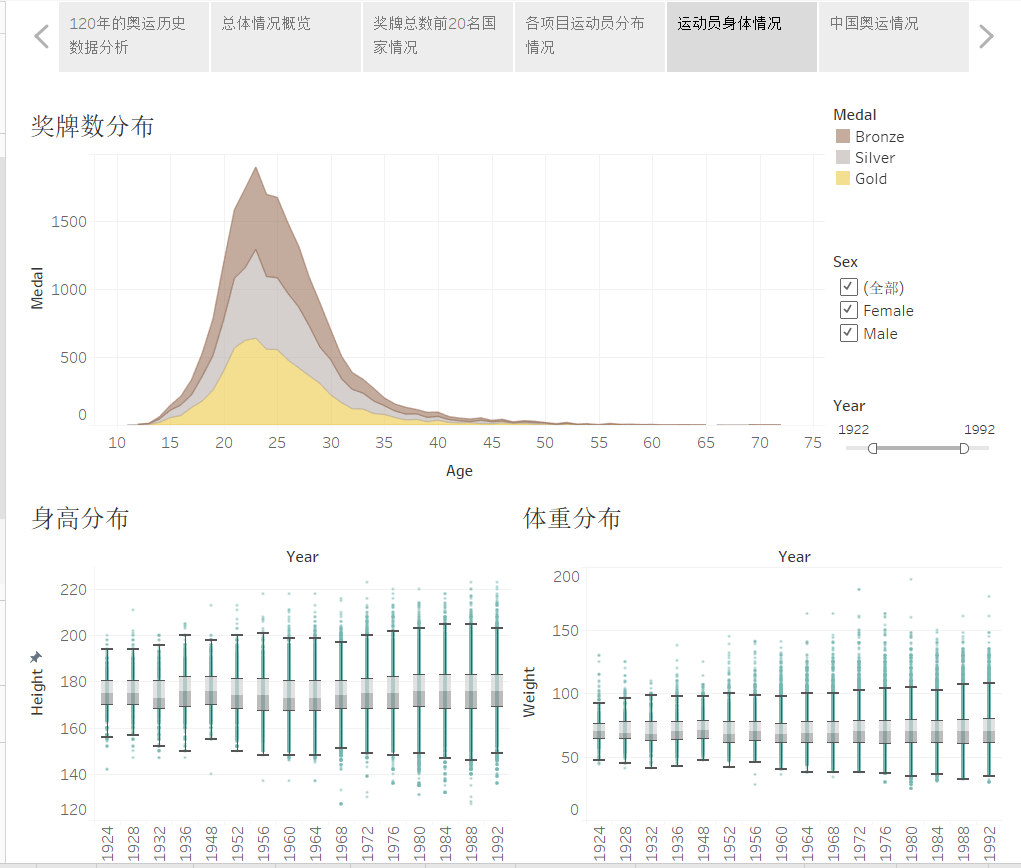 120年的奥运历史
数据分析
总体情况概览
奖牌总数前20名国
家情况
各项目运动员分布
情况
运动员身体情况
中国奥运情况
奖牌数分布
Medal
Bronze
Silver
Gold
Sex
(全部)
Female
Male
Year
1922 1992
Medal
1500
1000
500
0
10 15 20 25 30 35 40 45 50 55 60 65 70 75
Age
身高分布
Year
Height
220
200
180
160
140
120
1924 1928 1932 1936 1948 1952 1956 1960 1964 1968 1972 1976 1980 1984 1988 1992
体重分布
Year
Weight
200
150
100
50
0
1924 1928 1932 1936 1948 1952 1956 1960 1964 1968 1972 1976 1980 1984 1988 1992